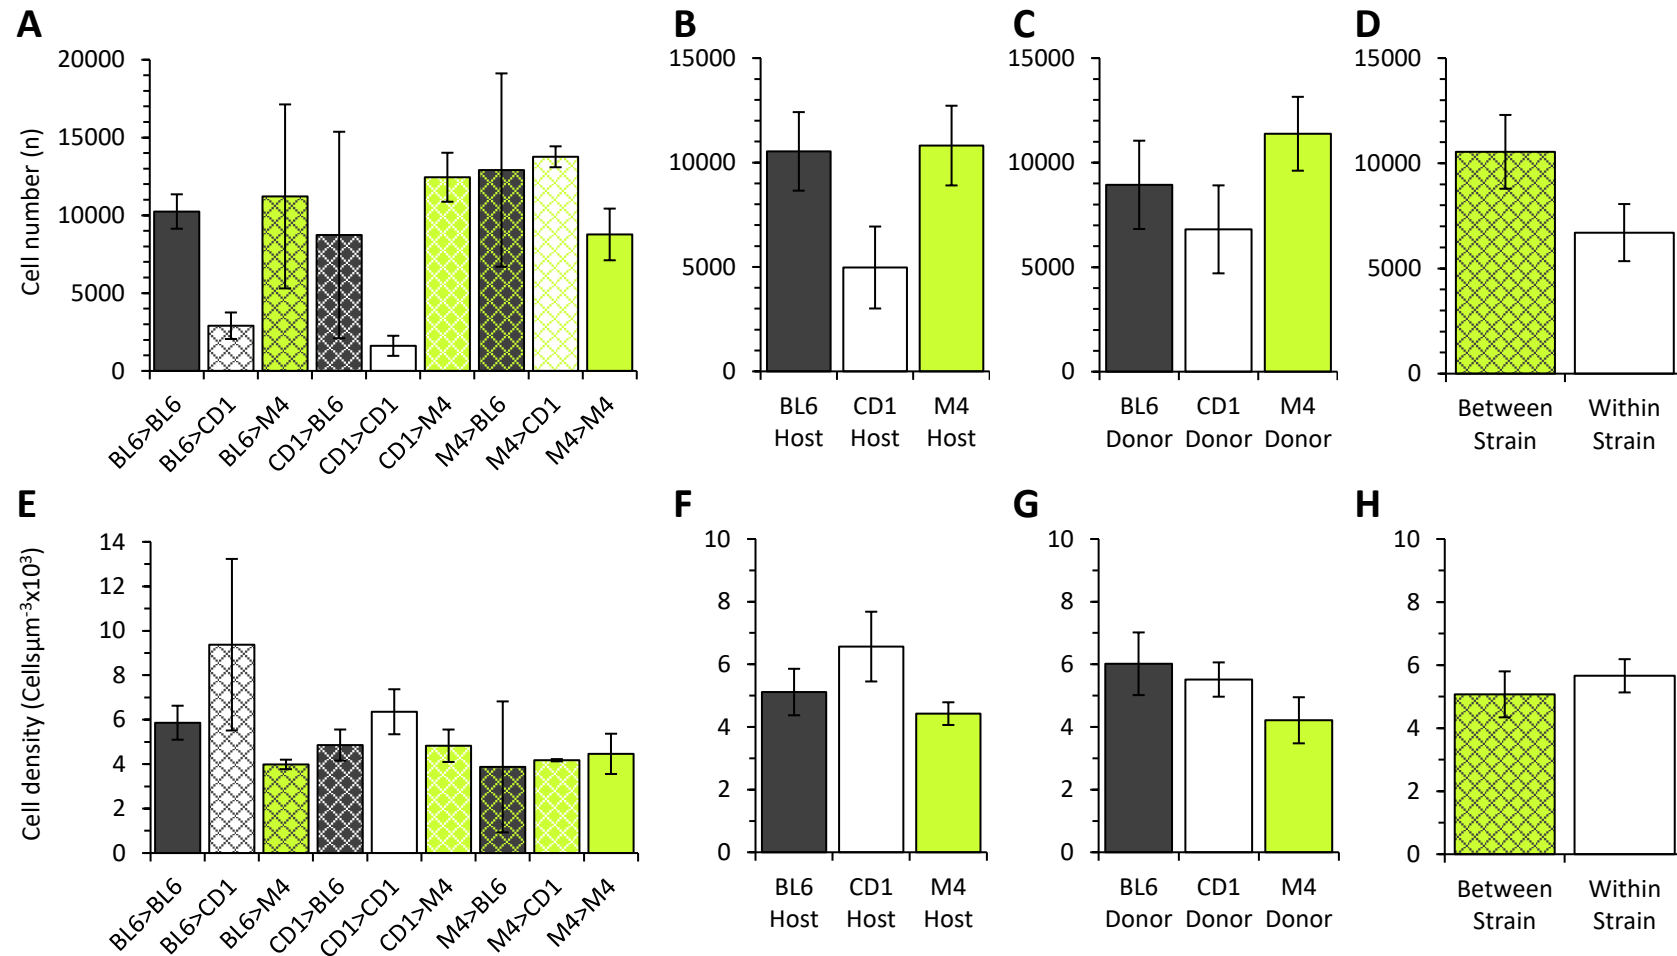 A
Cell number (n)
20000
15000
10000
5000
0
BL6>BL6
BL6>CD1
BL6>M4
CD1>BL6
CD1>CD1
CD1>M4
M4>BL6
M4>CD1
M4>M4
B
15000
10000
5000
0
BL6 Host
CD1 Host
M4 Host
C
15000
10000
5000
0
BL6 Donor
CD1 Donor
M4 Donor
D
15000
10000
5000
0
Between Strain
Within Strain
E
Cell density (Cellsµm⁻³x10³)
14
12
10
8
6
4
2
0
BL6>BL6
BL6>CD1
BL6>M4
CD1>BL6
CD1>CD1
CD1>M4
M4>BL6
M4>CD1
M4>M4
F
10
8
6
4
2
0
BL6 Host
CD1 Host
M4 Host
G
10
8
6
4
2
0
BL6 Donor
CD1 Donor
M4 Donor
H
10
8
6
4
2
0
Between Strain
Within Strain